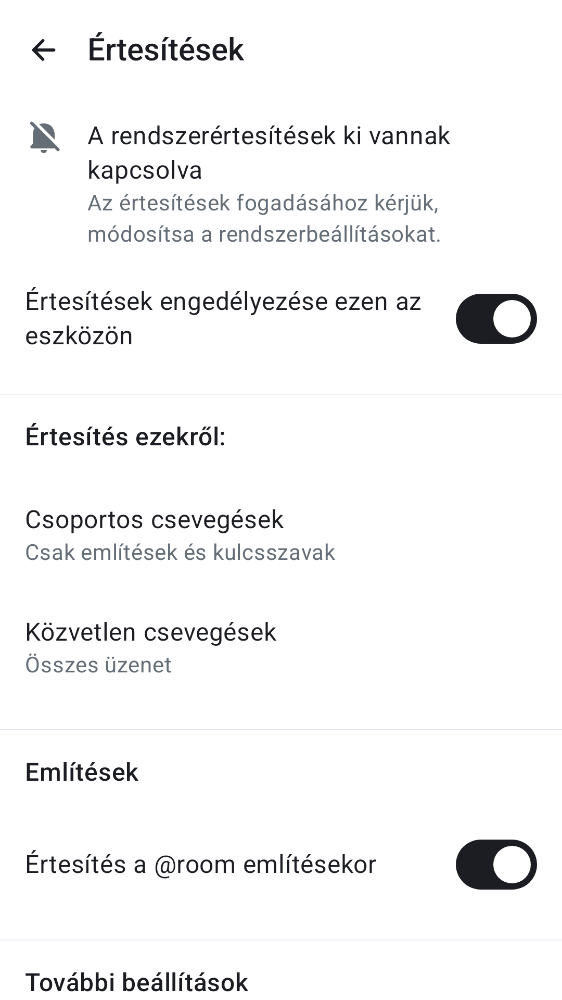 Értesítések
A rendszerértesítések ki vannak
kapcsolva
Az értesítések fogadásához kérjük,
módosítsa a rendszerbeállításokat.
Értesítések engedélyezése ezen az
eszközön
Értesítés ezekről:
Csoportos csevegések
Csak említések és kulcsszavak
Közvetlen csevegések
Összes üzenet
Említések
Értesítés a @room említésekor
További beállítások